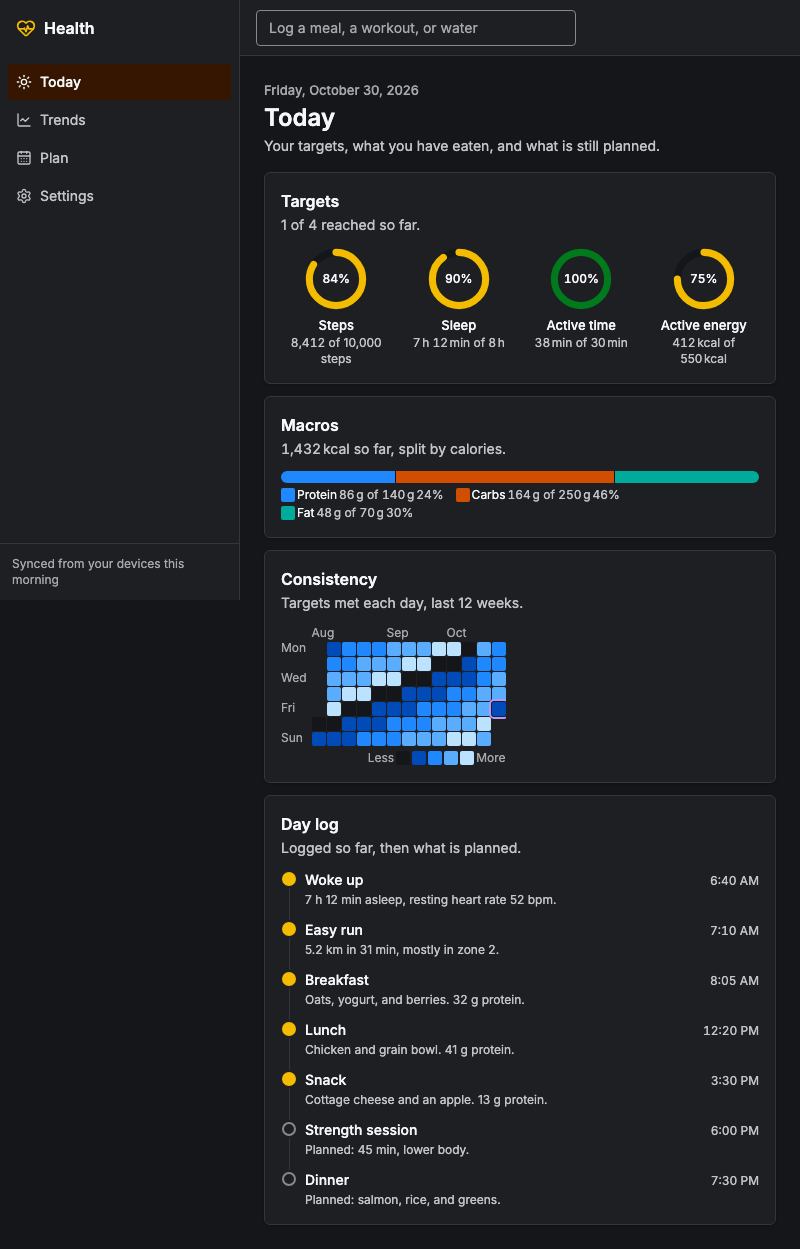 Health
Log a meal, a workout, or water
Today
Trends
Plan
Settings
Synced from your devices this
morning
Friday, October 30, 2026
Today
Your targets, what you have eaten, and what is still planned.
Targets
1 of 4 reached so far.
84%
90%
100%
75%
Steps
8,412 of 10,000
steps
Sleep
7 h 12 min of 8 h
Active time
38 min of 30 min
Active energy
412 kcal of
550 kcal
Macros
1,432 kcal so far, split by calories.
Protein 86 g of 140 g 24% Carbs 164 g of 250 g 46%
Fat 48 g of 70 g 30%
Consistency
Targets met each day, last 12 weeks.
Aug Sep Oct
Mon
Wed
Fri
Sun
Less More
Day log
Logged so far, then what is planned.
Woke up 6:40 AM
7 h 12 min asleep, resting heart rate 52 bpm.
Easy run 7:10 AM
5.2 km in 31 min, mostly in zone 2.
Breakfast 8:05 AM
Oats, yogurt, and berries. 32 g protein.
Lunch 12:20 PM
Chicken and grain bowl. 41 g protein.
Snack 3:30 PM
Cottage cheese and an apple. 13 g protein.
Strength session 6:00 PM
Planned: 45 min, lower body.
Dinner 7:30 PM
Planned: salmon, rice, and greens.